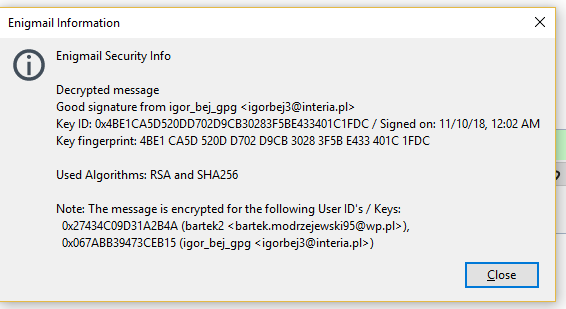 Enigmail Information
Enigmail Security Info
Decrypted message
Good signature from igor_bej_gpg <igorbej3@interia.pl>
Key ID: 0x4BE1CA5D520DD702D9CB30283F5BE433401C1FDC / Signed on: 11/10/18, 12:02 AM
Key fingerprint: 4BE1 CA5D 520D D702 D9CB 3028 3F5B E433 401C 1FDC
Used Algorithms: RSA and SHA256
Note: The message is encrypted for the following User ID's / Keys:
0x27434C09D31A2B4A (bartek2 <bartek.modrzejewski95@wp.pl>),
0x067ABB39473CEB15 (igor_bej_gpg <igorbej3@interia.pl>)
Close